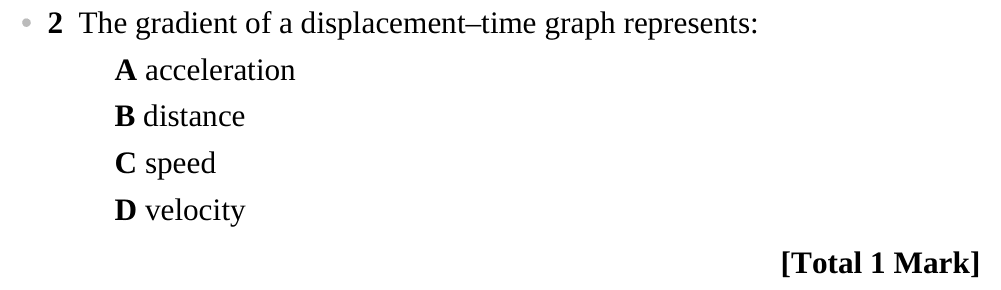 • 2 The gradient of a displacement–time graph represents:
A acceleration
B distance
C speed
D velocity
[Total 1 Mark]